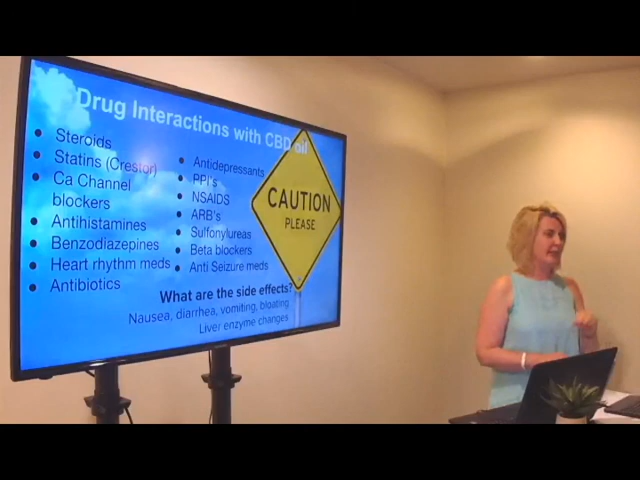 Drug Interactions with CBD oil
Steroids
Statins (Crestor)
Ca Channel
blockers
Antihistamines
Benzodiazepines
Heart rhythm meds
Antibiotics
Antidepressants
PPI's
NSAIDS
ARB's
Sulfonylureas
Beta blockers
Anti Seizure meds
CAUTION
PLEASE
What are the side effects?
Nausea, diarrhea, vomiting, bloating
Liver enzyme changes